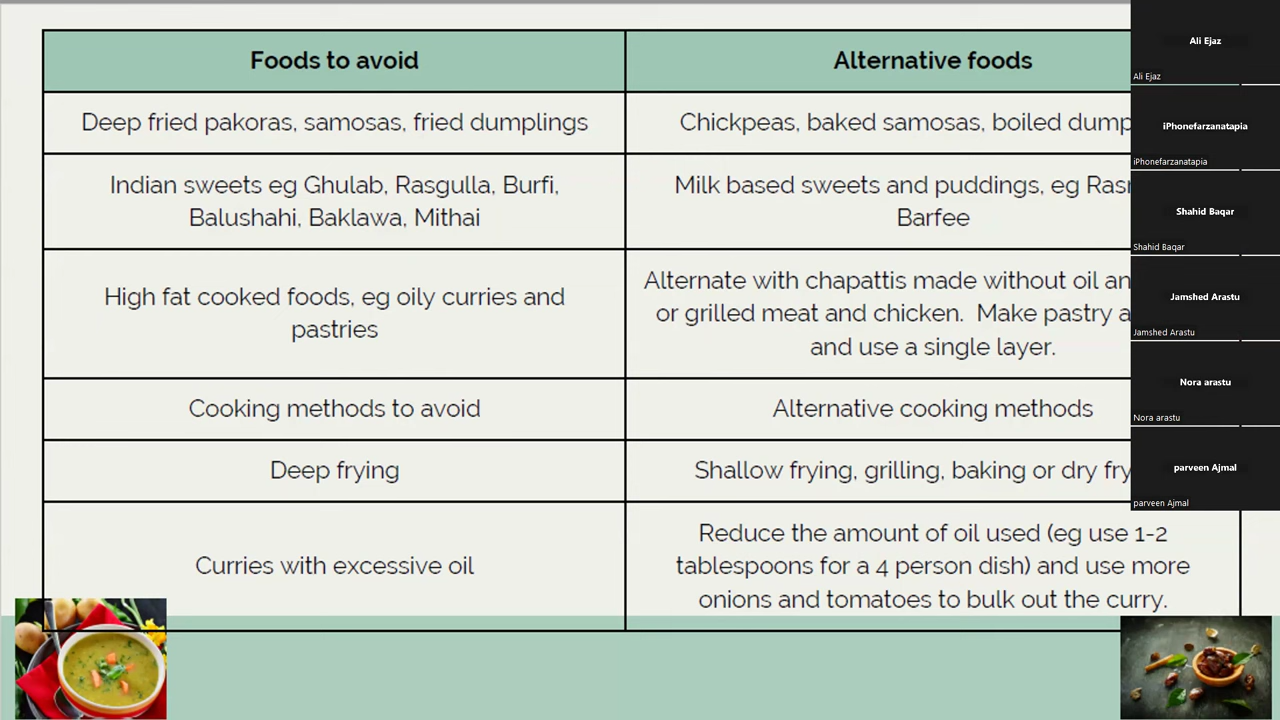 Foods to avoid
Alternative foods
Deep fried pakoras, samosas, fried dumplings
Chickpeas, baked samosas, boiled
Indian sweets eg Ghulab, Rasgulla, Burfi,
Balushahi, Baklawa, Mithai
Milk based sweets and puddings, eg
Barfee
High fat cooked foods, eg oily curries and
pastries
Alternate with chapattis made without oil
or grilled meat and chicken. Make pastry
and use a single layer.
Cooking methods to avoid
Alternative cooking methods
Deep frying
Shallow frying, grilling, baking or dry
Curries with excessive oil
Reduce the amount of oil used (eg use 1-2
tablespoons for a 4 person dish) and use more
onions and tomatoes to bulk out the curry.
Ali Ejaz
Ali Ejaz
iPhonefarzanatapia
iPhonefarzanatapia
Shahid Baqar
Shahid Baqar
Jamshed Arastu
Jamshed Arastu
Nora arastu
Nora arastu
parveen Ajmal
parveen Ajmal